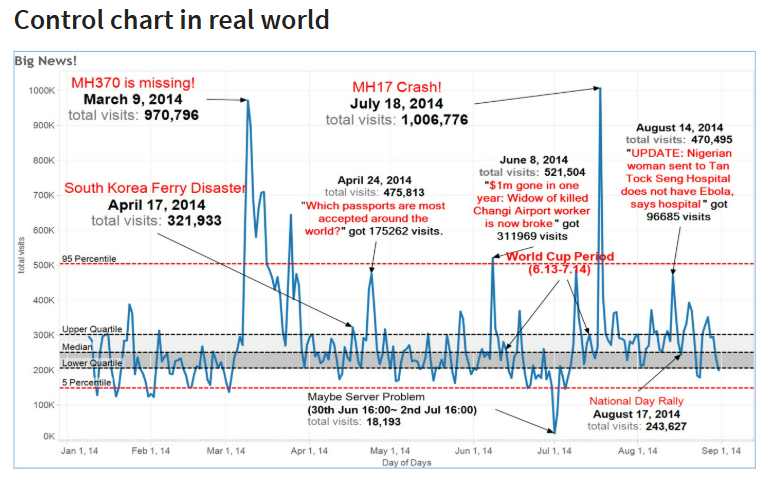 Control chart in real world
Big News!
MH370 is missing!
March 9, 2014
total visits: 970,796
MH17 Crash!
July 18, 2014
total visits: 1,006,776
South Korea Ferry Disaster
April 17, 2014
total visits: 321,933
April 24, 2014
total visits: 475,813
"Which passports are most
accepted around the
world?" got 175262 visits.
June 8, 2014
total visits: 521,504
"$1m gone in one
year: Widow of killed
Changi Airport worker
is now broke" got
311969 visits
August 14, 2014
total visits: 470,495
"UPDATE: Nigerian
woman sent to Tan
Tock Seng Hospital
does not have Ebola,
says hospital" got
96685 visits
World Cup Period
(6.13-7.14)
95 Percentile
Upper Quartile
Median
Lower Quartile
5 Percentile
Maybe Server Problem
(30th Jun 16:00~ 2nd Jul 16:00)
total visits: 18,193
National Day Rally
August 17, 2014
total visits: 243,627
total visits
1000K
900K
800K
700K
600K
500K
400K
300K
200K
100K
0K
Jan 1, 14
Feb 1, 14
Mar 1, 14
Apr 1, 14
May 1, 14
Jun 1, 14
Jul 1, 14
Aug 1, 14
Sep 1, 14
Day of Days